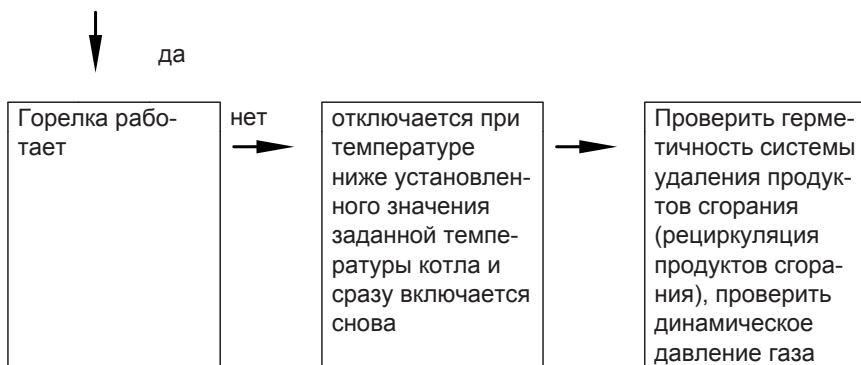 да
Горелка рабо-
тает
нет
отключается при
температуре
ниже установлен-
ного значения
заданной темпе-
ратуры котла и
сразу включается
снова
Проверить герме-
тичность системы
удаления продук-
тов сгорания
(рециркуляция
продуктов сгора-
ния), проверить
динамическое
давление газа